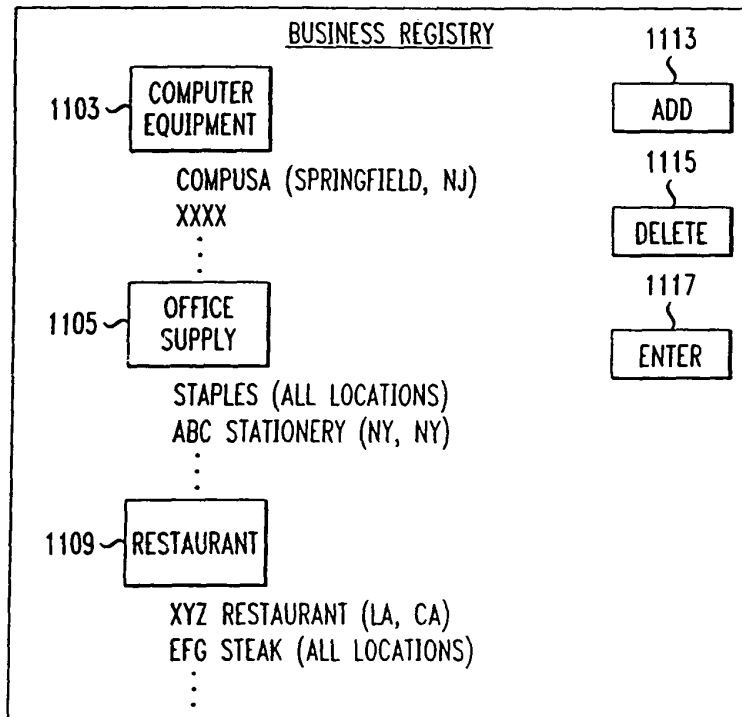 BUSINESS REGISTRY
1103
COMPUTER
EQUIPMENT
COMPUSA (SPRINGFIELD, NJ)
XXXX
1105
OFFICE
SUPPLY
STAPLES (ALL LOCATIONS)
ABC STATIONERY (NY, NY)
1109
RESTAURANT
XYZ RESTAURANT (LA, CA)
EFG STEAK (ALL LOCATIONS)
1113
ADD
1115
DELETE
1117
ENTER